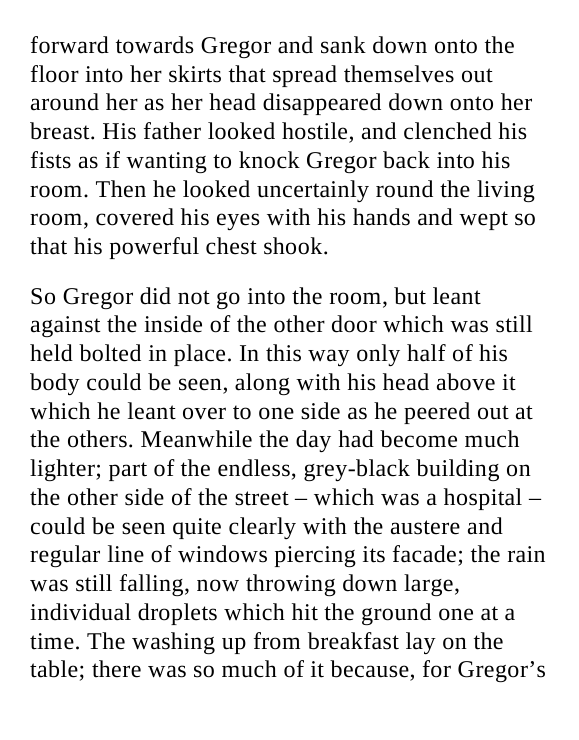 forward towards Gregor and sank down onto the
floor into her skirts that spread themselves out
around her as her head disappeared down onto her
breast. His father looked hostile, and clenched his
fists as if wanting to knock Gregor back into his
room. Then he looked uncertainly round the living
room, covered his eyes with his hands and wept so
that his powerful chest shook.
So Gregor did not go into the room, but leant
against the inside of the other door which was still
held bolted in place. In this way only half of his
body could be seen, along with his head above it
which he leant over to one side as he peered out at
the others. Meanwhile the day had become much
lighter; part of the endless, grey-black building on
the other side of the street – which was a hospital –
could be seen quite clearly with the austere and
regular line of windows piercing its facade; the rain
was still falling, now throwing down large,
individual droplets which hit the ground one at a
time. The washing up from breakfast lay on the
table; there was so much of it because, for Gregor’s